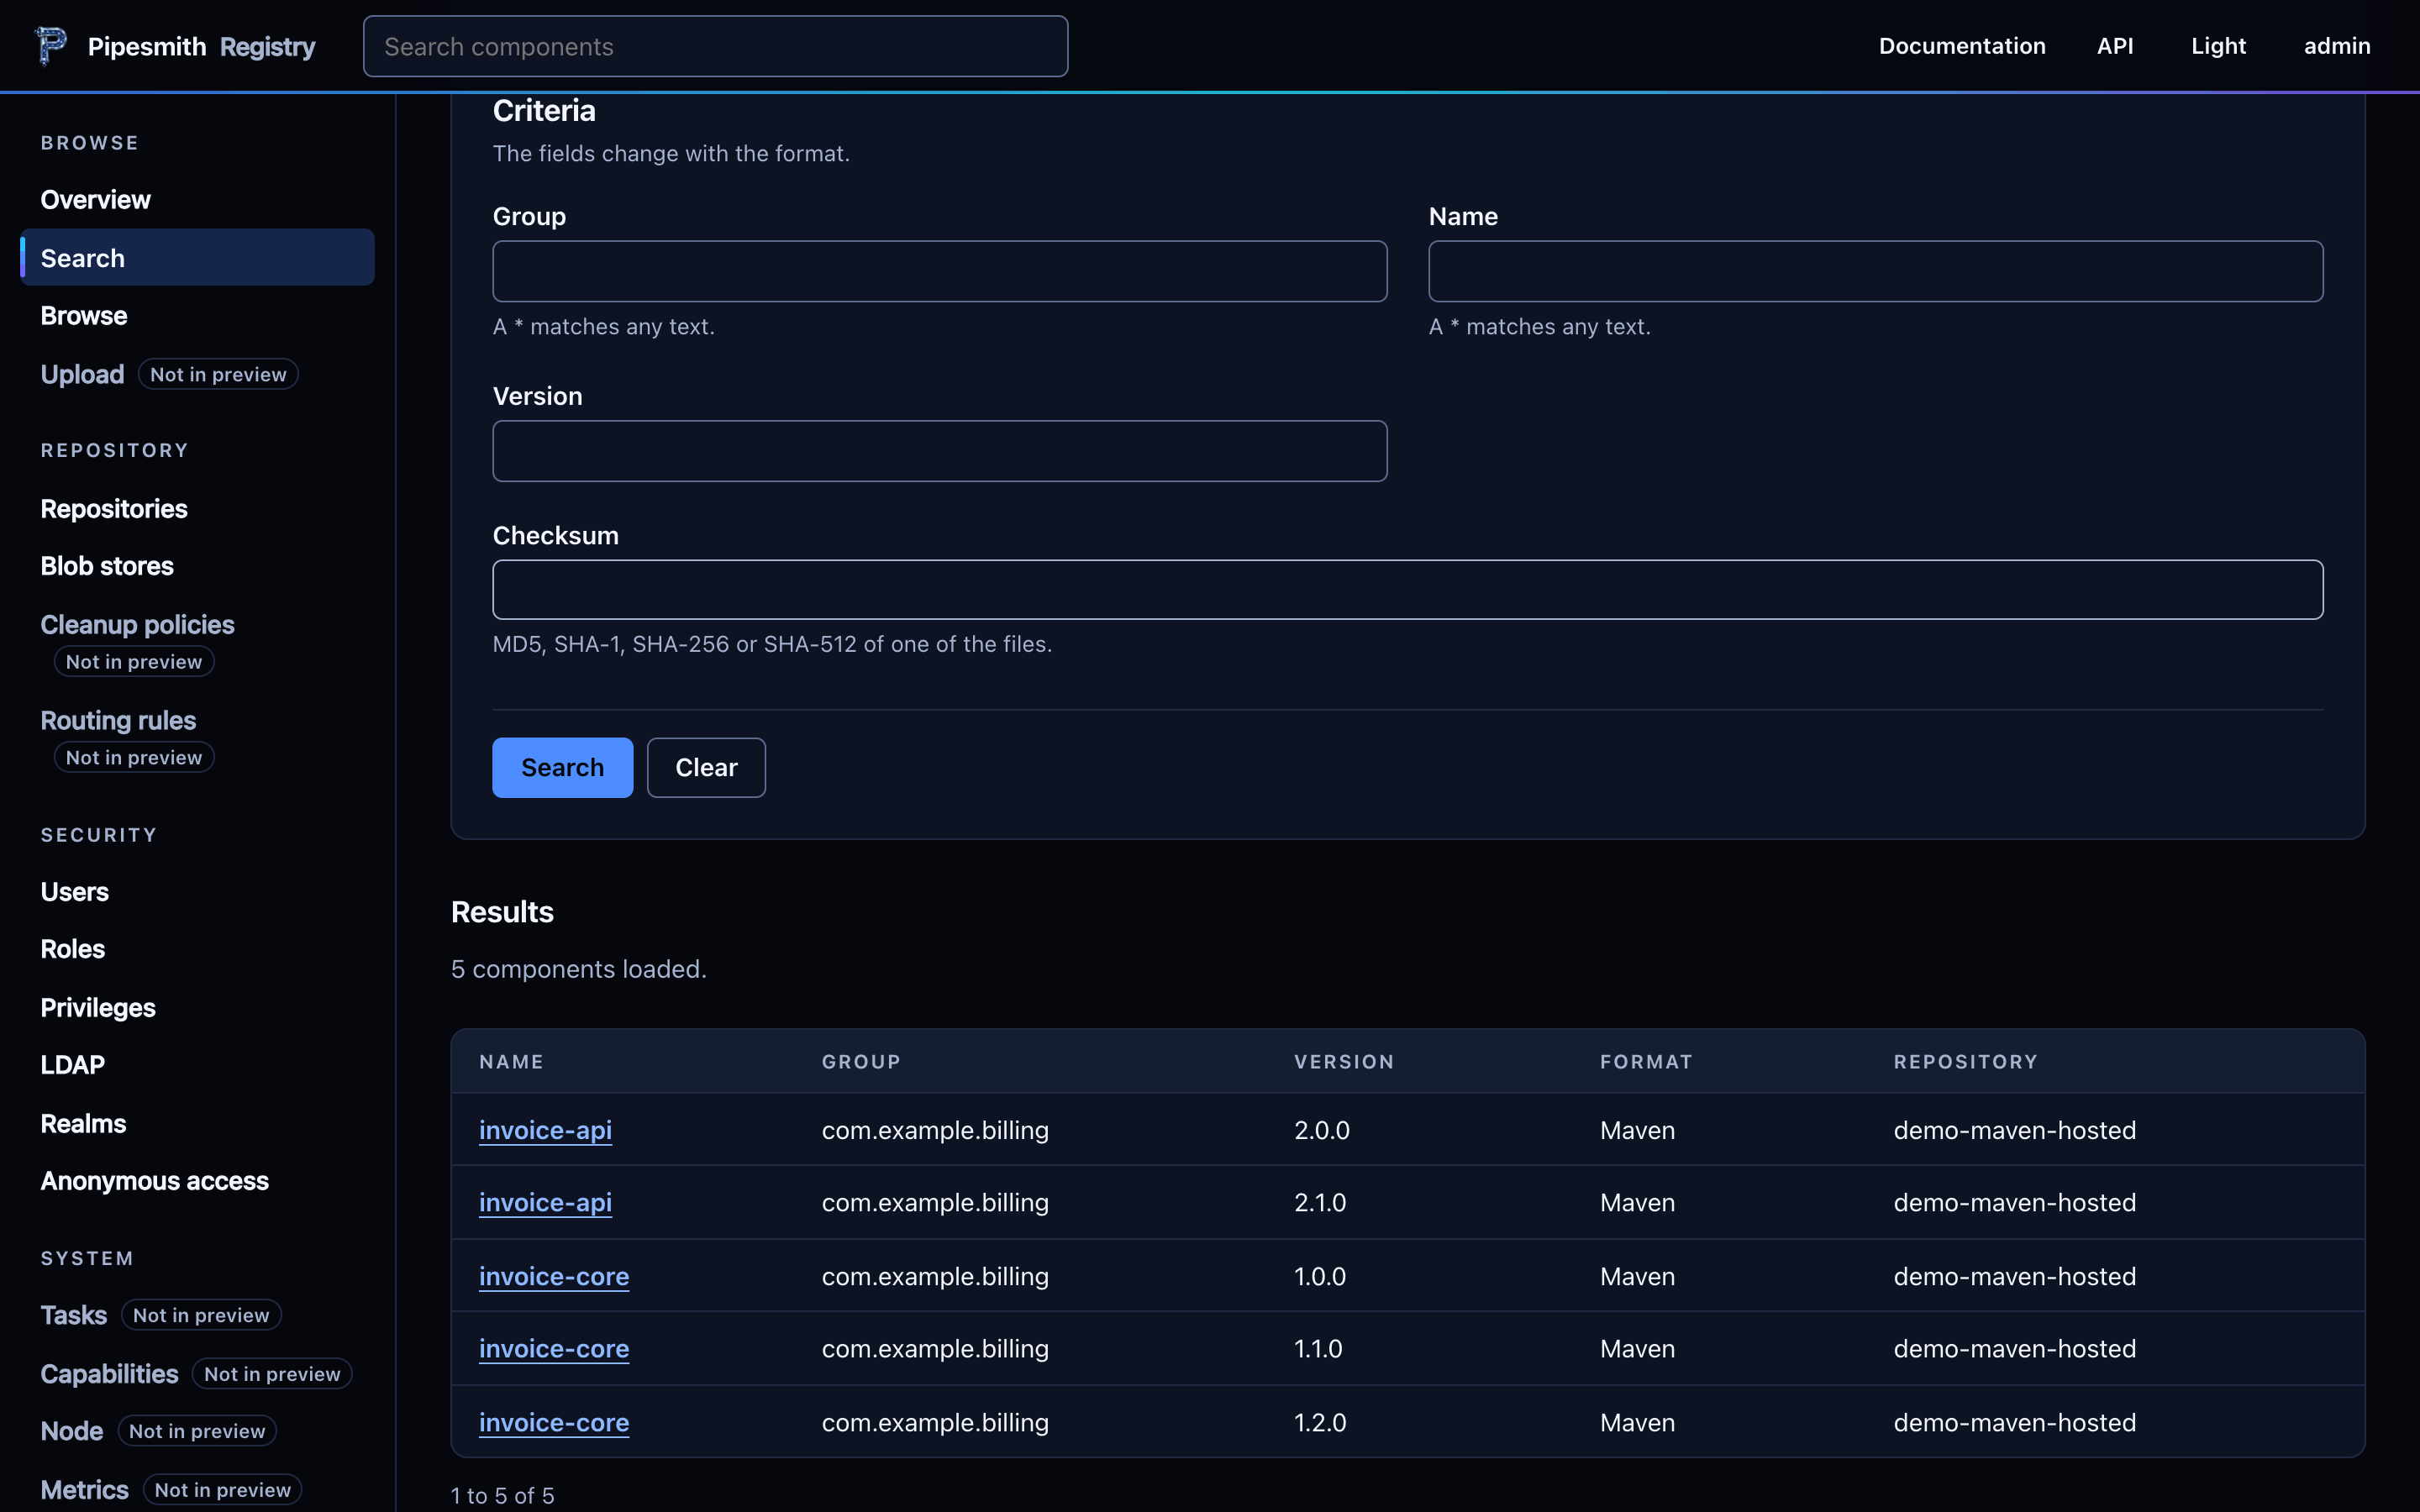 Pipesmith Registry
Search components
Documentation
API
Light
admin
BROWSE
Overview
Search
Browse
Upload Not in preview
REPOSITORY
Repositories
Blob stores
Cleanup policies
Not in preview
Routing rules
Not in preview
SECURITY
Users
Roles
Privileges
LDAP
Realms
Anonymous access
SYSTEM
Tasks Not in preview
Capabilities Not in preview
Node Not in preview
Metrics Not in preview
Criteria
The fields change with the format.
Group
A * matches any text.
Name
A * matches any text.
Version
Checksum
MD5, SHA-1, SHA-256 or SHA-512 of one of the files.
Search Clear
Results
5 components loaded.
NAME GROUP VERSION FORMAT REPOSITORY
invoice-api com.example.billing 2.0.0 Maven demo-maven-hosted
invoice-api com.example.billing 2.1.0 Maven demo-maven-hosted
invoice-core com.example.billing 1.0.0 Maven demo-maven-hosted
invoice-core com.example.billing 1.1.0 Maven demo-maven-hosted
invoice-core com.example.billing 1.2.0 Maven demo-maven-hosted
1 to 5 of 5